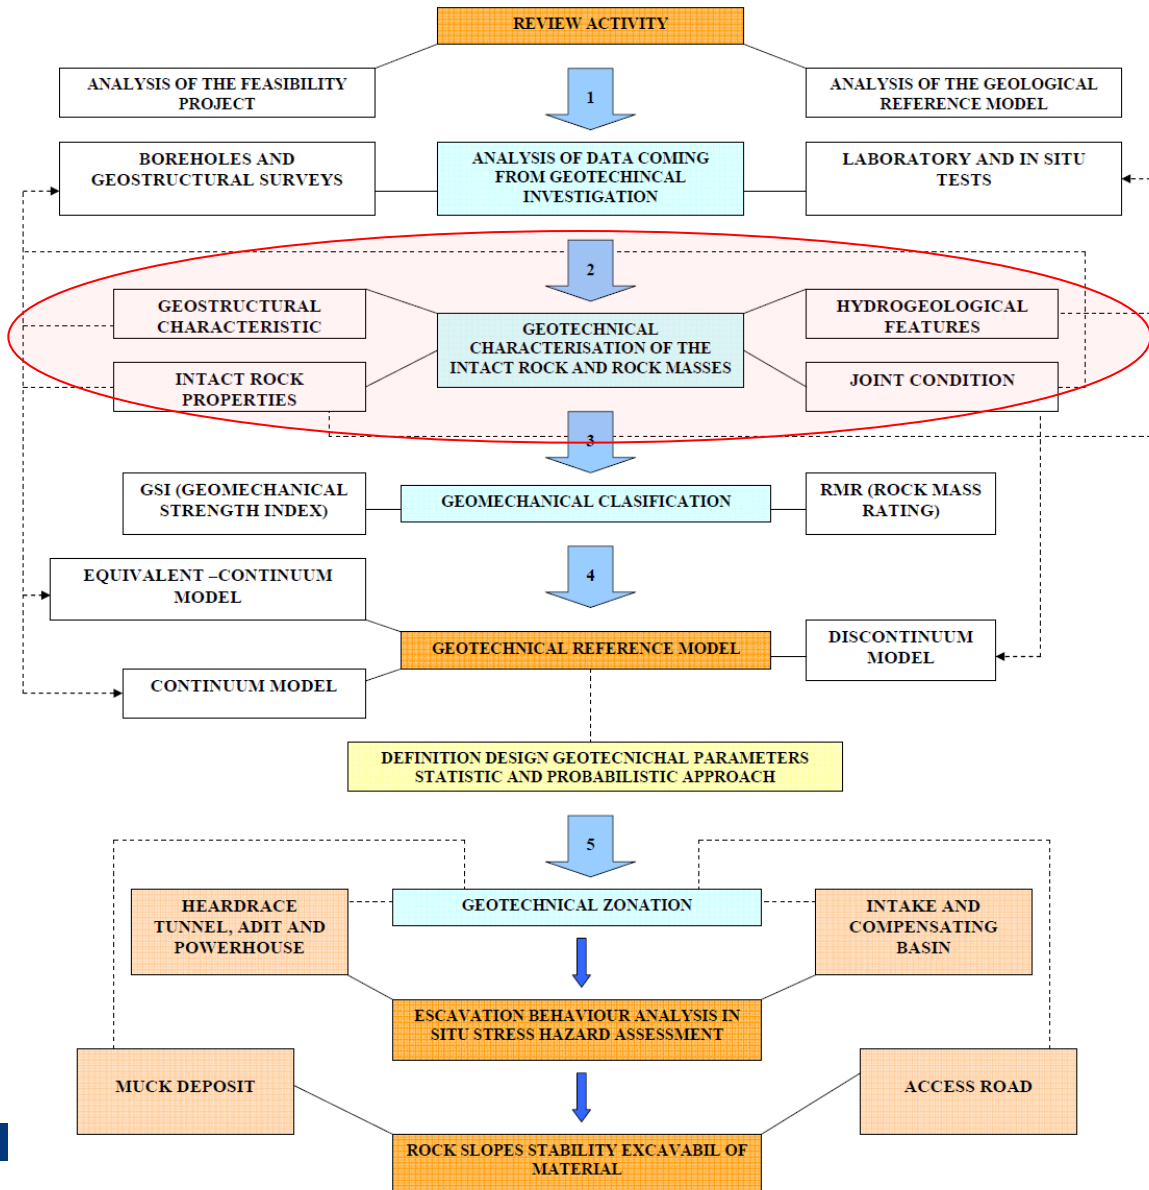 REVIEW ACTIVITY
ANALYSIS OF THE FEASIBILITY
PROJECT
1
ANALYSIS OF THE GEOLOGICAL
REFERENCE MODEL
BOREHOLES AND
GEOSTRUCTURAL SURVEYS
ANALYSIS OF DATA COMING
FROM GEOTECHINCAL
INVESTIGATION
LABORATORY AND IN SITU
TESTS
2
GEOSTRUCTURAL
CHARACTERISTIC
HYDROGEOLOGICAL
FEATURES
GEOTECHNICAL
CHARACTERISATION OF THE
INTACT ROCK AND ROCK MASSES
INTACT ROCK
PROPERTIES
JOINT CONDITION
3
GSI (GEOMECHANICAL
STRENGTH INDEX)
GEOMECHANICAL CLASIFICATION
RMR (ROCK MASS
RATING)
4
EQUIVALENT –CONTINUUM
MODEL
GEOTECHNICAL REFERENCE MODEL
DISCONTINUUM
MODEL
CONTINUUM MODEL
DEFINITION DESIGN GEOTECNICHAL PARAMETERS
STATISTIC AND PROBABILISTIC APPROACH
5
HEARDRACE
TUNNEL, ADIT AND
POWERHOUSE
GEOTECHNICAL ZONATION
INTAKE AND
COMPENSATING
BASIN
ESCAVATION BEHAVIOUR ANALYSIS IN
SITU STRESS HAZARD ASSESSMENT
MUCK DEPOSIT
ACCESS ROAD
ROCK SLOPES STABILITY EXCAVABIL OF
MATERIAL